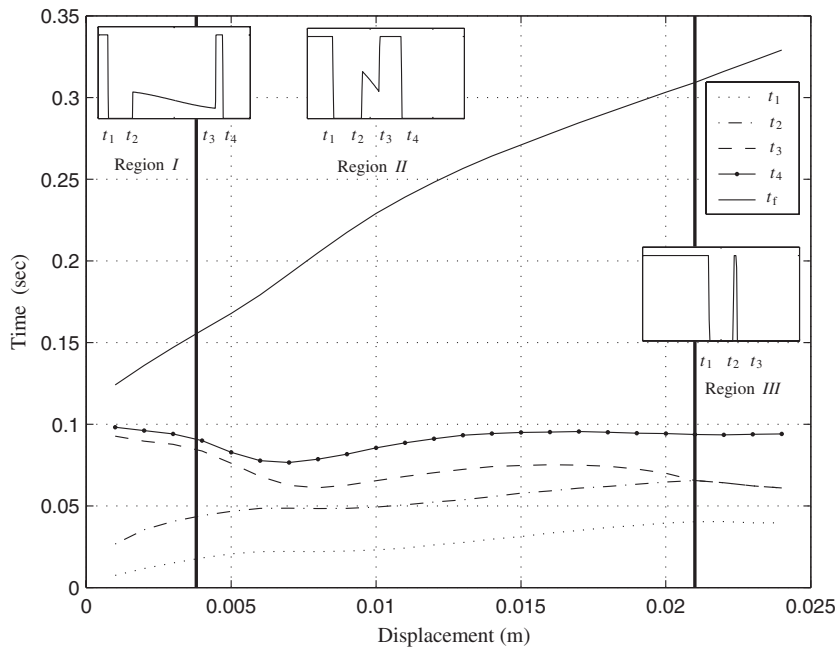 0.35
0.3
0.25
0.2
0.15
0.1
0.05
0
Time (sec)
t1 t2 t3 t4
Region I
t1 t2 t3 t4
Region II
t1
t2
t3
t4
tf
t1 t2 t3
Region III
0 0.005 0.01 0.015 0.02 0.025
Displacement (m)